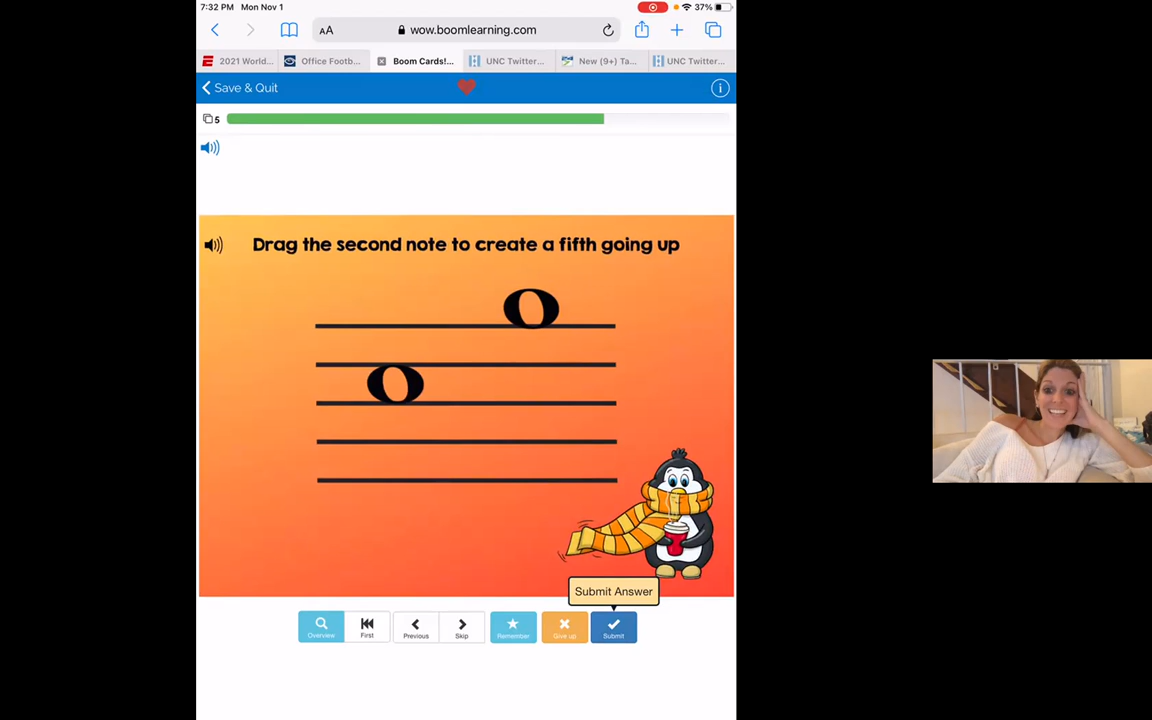 7:32 PM Mon Nov 1
37%
AA
wow.boomlearning.com
2021 World...
Office Footb...
Boom Cards!...
UNC Twitter...
New (9+) Ta...
UNC Twitter...
Save & Quit
5
Drag the second note to create a fifth going up
Submit Answer
Overview
First
Previous
Skip
Remember
Give up
Submit